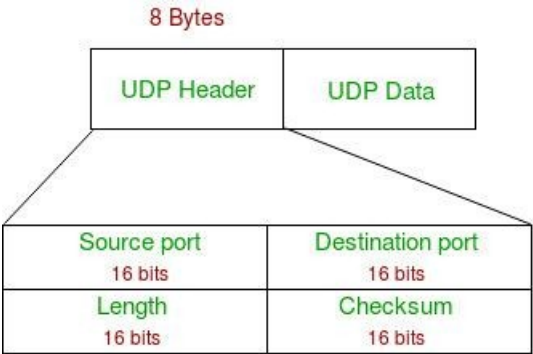 8 Bytes
UDP Header UDP Data
Source port Destination port
16 bits 16 bits
Length Checksum
16 bits 16 bits